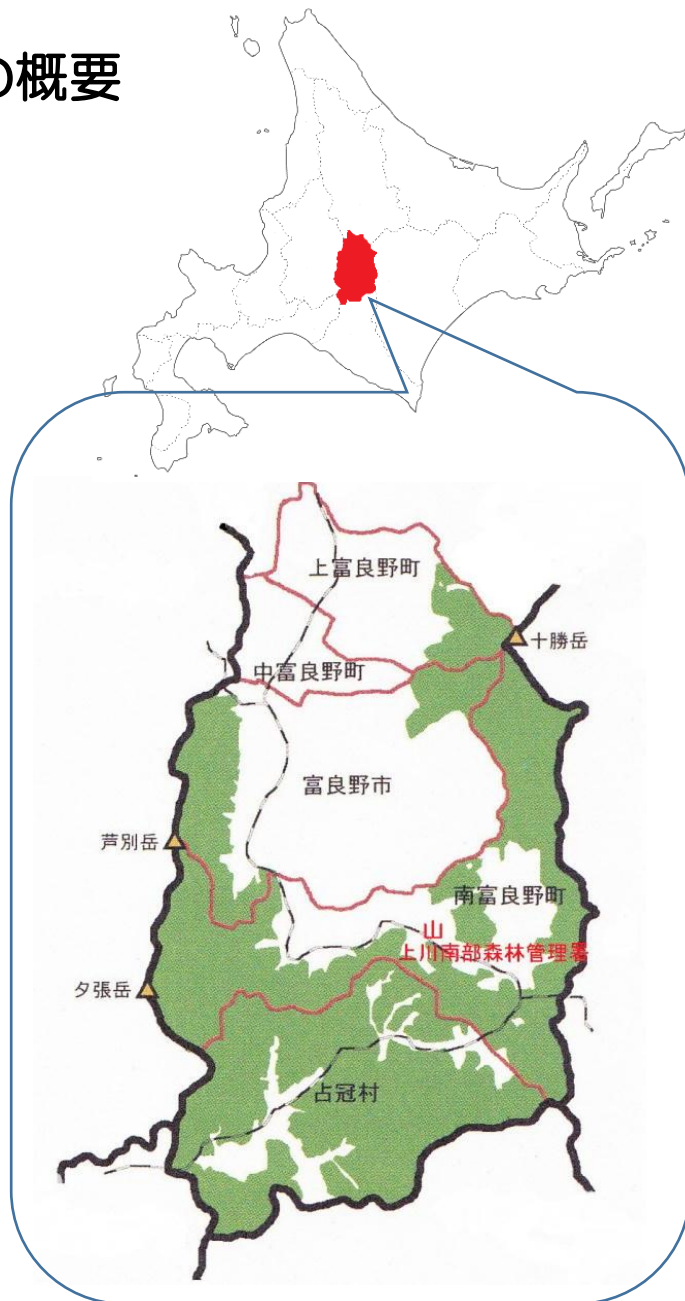 の概要
上富良野町
十勝岳
中富良野町
富良野市
芦別岳
南富良野町
山
上川南部森林管理署
夕張岳
占冠村